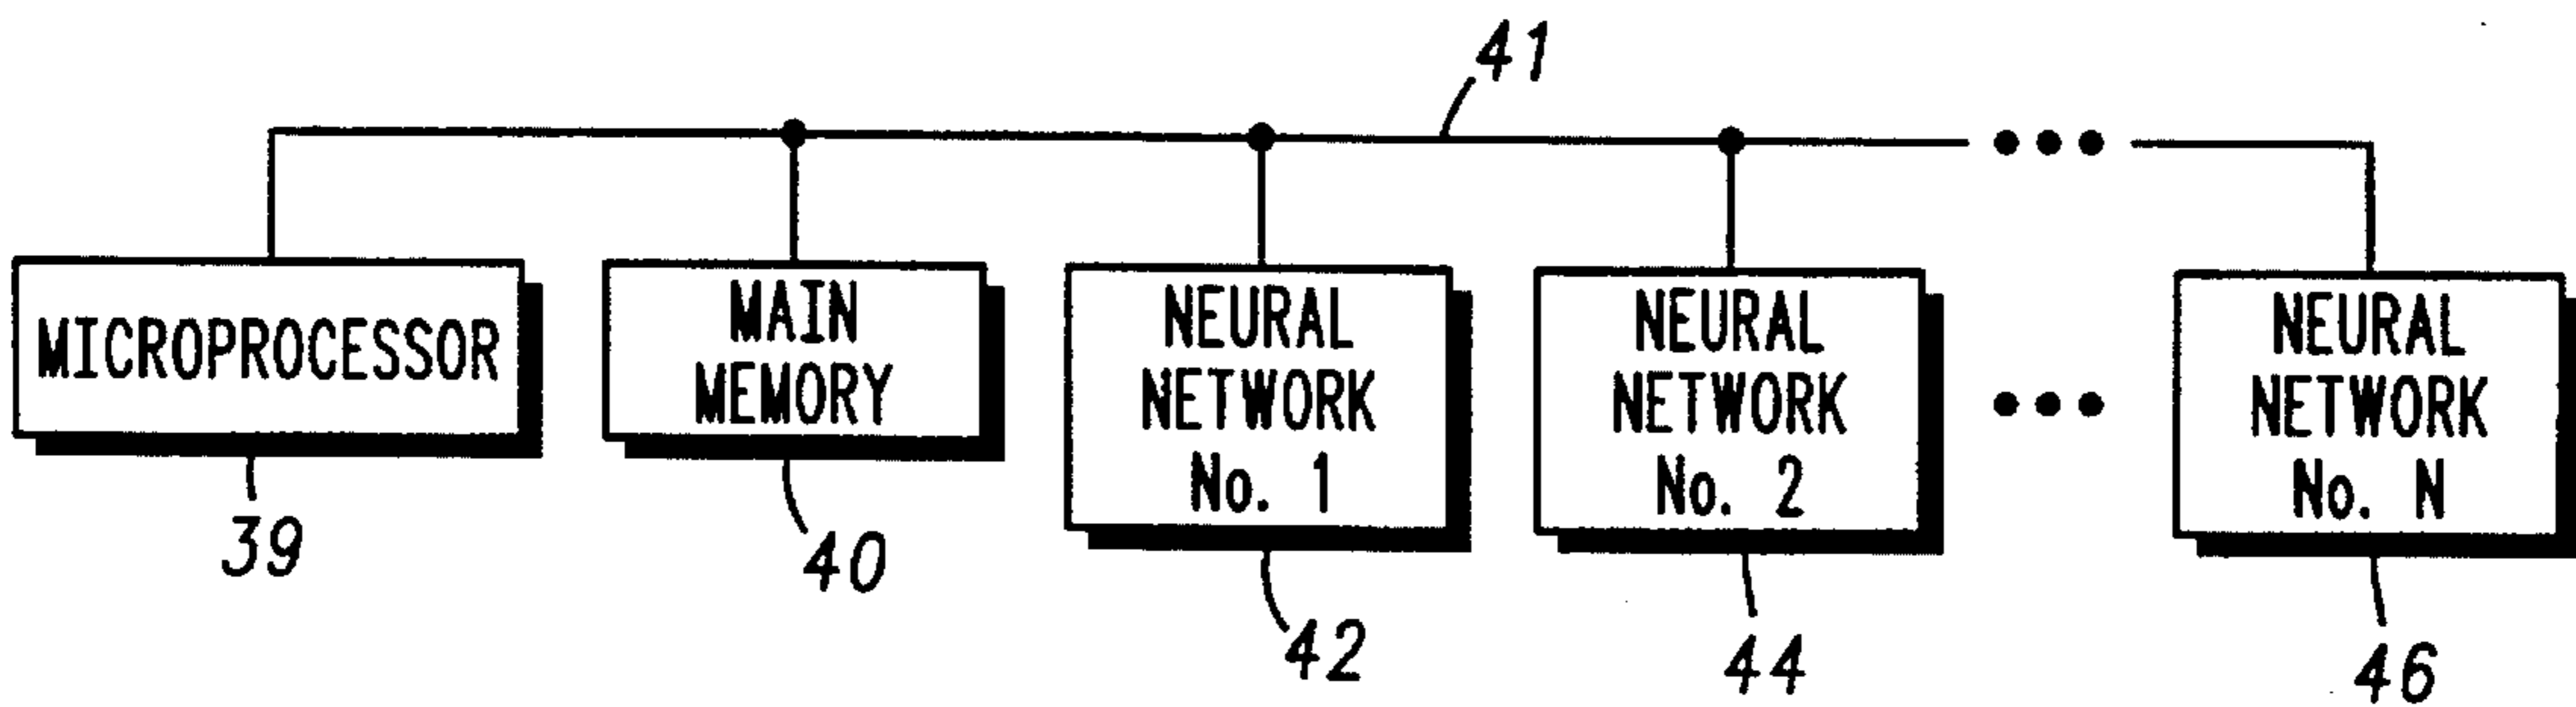 41
MICROPROCESSOR
MAIN
MEMORY
NEURAL
NETWORK
No. 1
NEURAL
NETWORK
No. 2
NEURAL
NETWORK
No. N
39
40
42
44
46